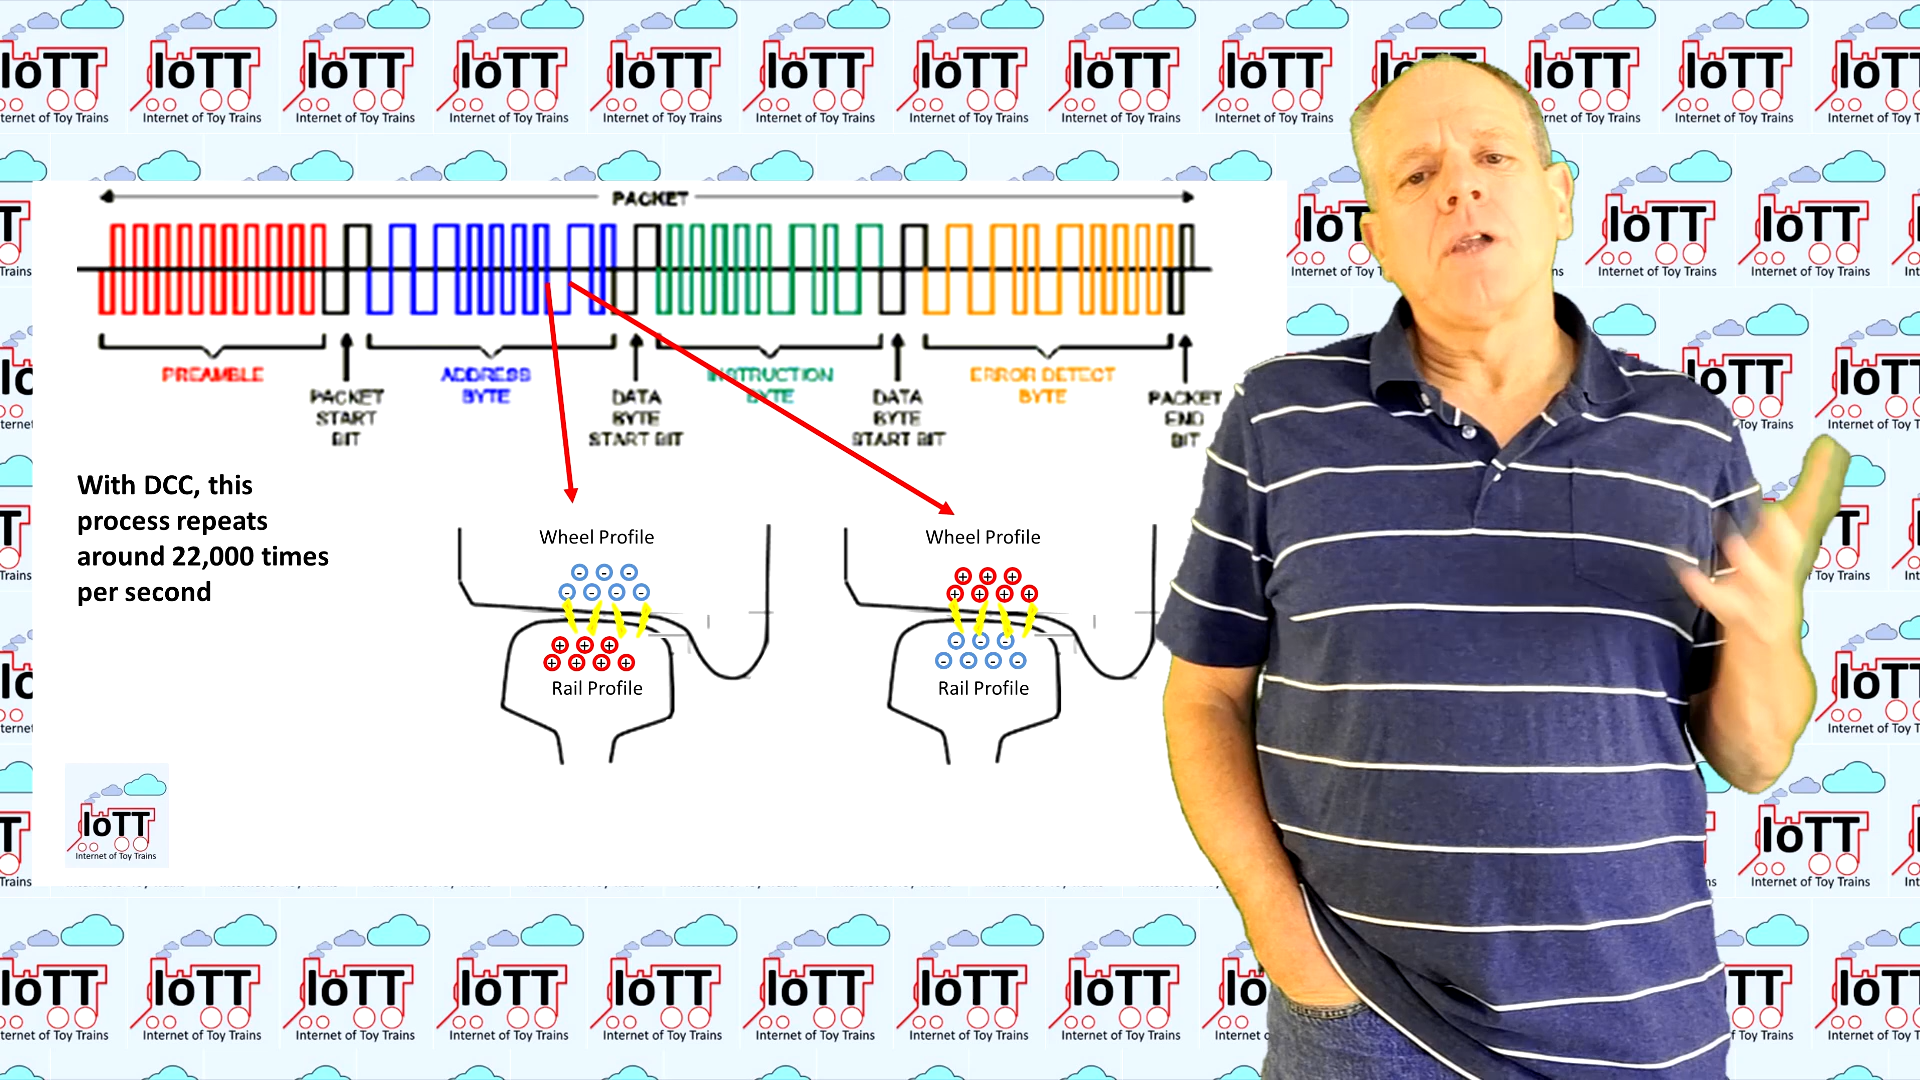 PACKET
PREAMBLE
PACKET
START
BIT
ADDRESS
BYTE
DATA
BYTE
START BIT
INSTRUCTION
BYTE
DATA
BYTE
START BIT
ERROR DETECT
BYTE
PACKET
END
BIT
With DCC, this
process repeats
around 22,000 times
per second
Wheel Profile
Rail Profile
Wheel Profile
Rail Profile
IoTT
Internet of Toy Trains